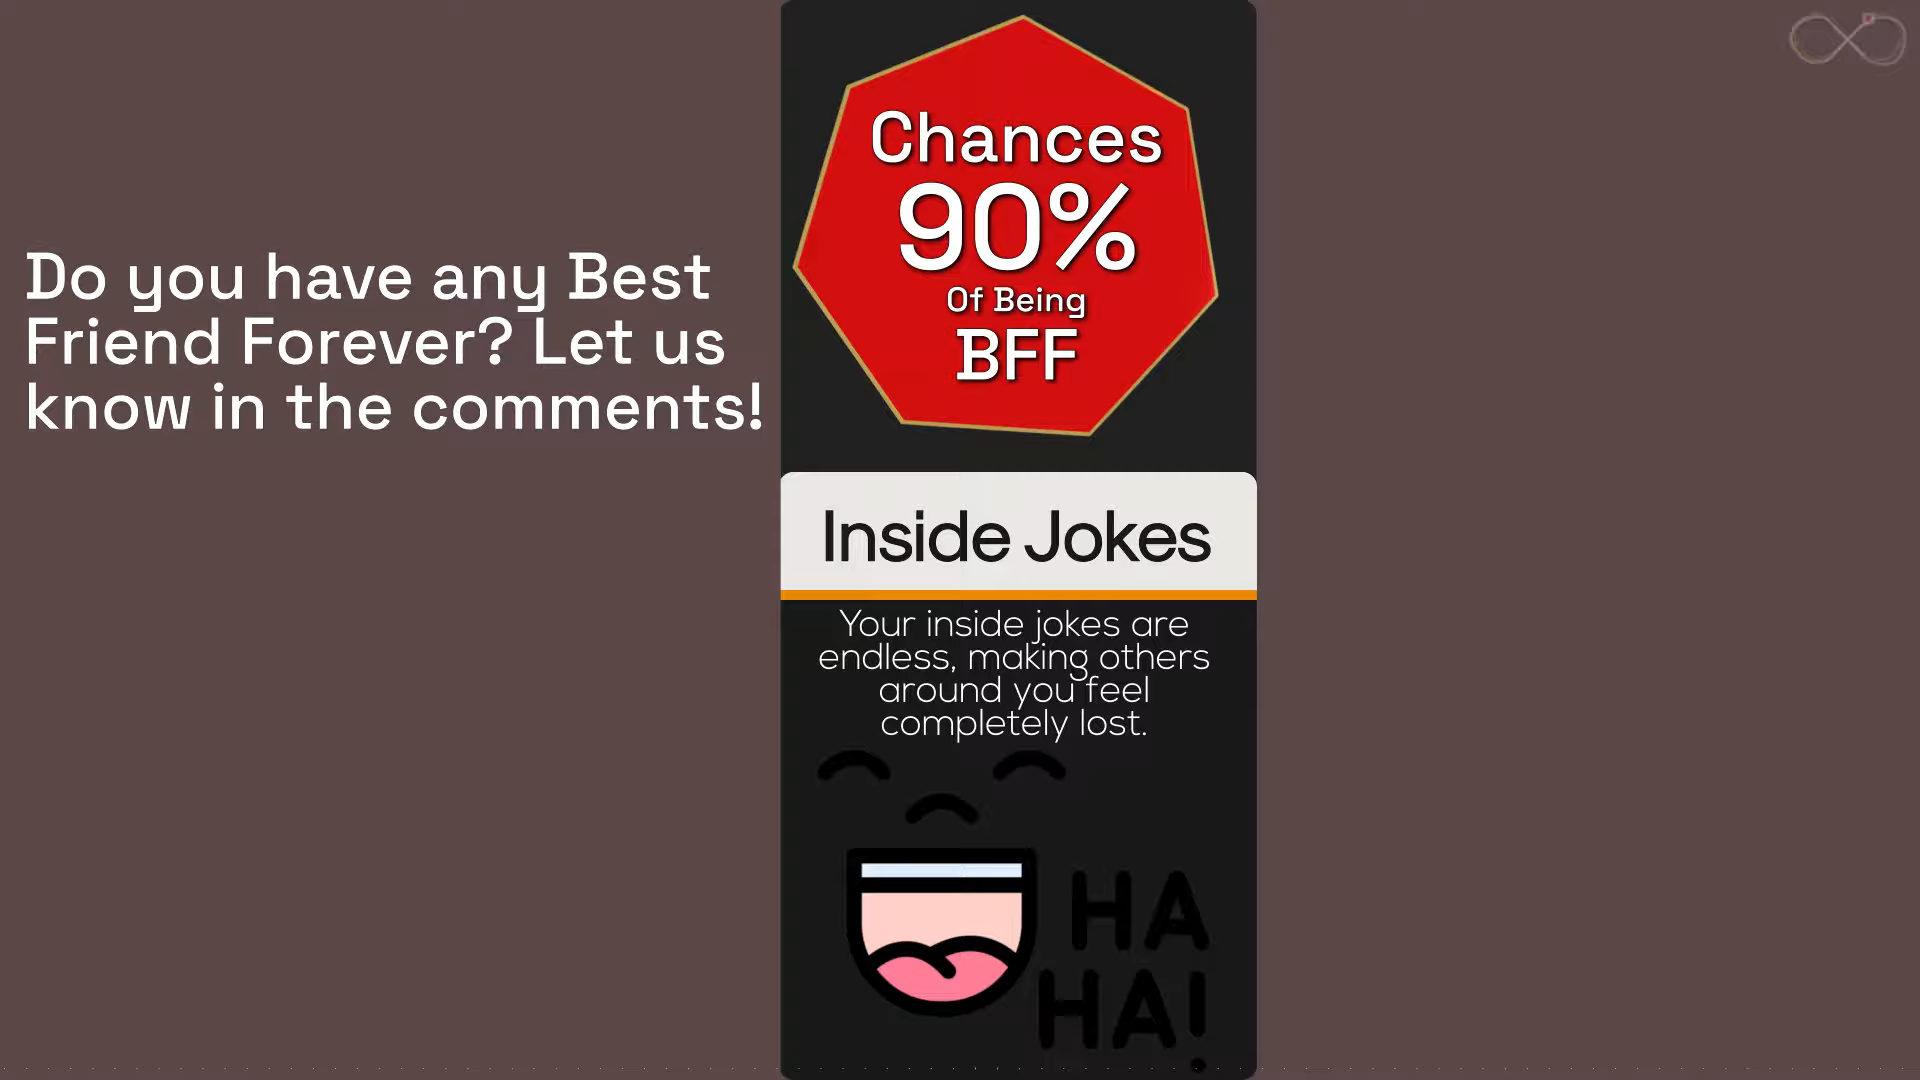 Do you have any Best
Friend Forever? Let us
know in the comments!
Chances
90%
Of Being
BFF
Inside Jokes
Your inside jokes are
endless, making others
around you feel
completely lost.
HA
HA!